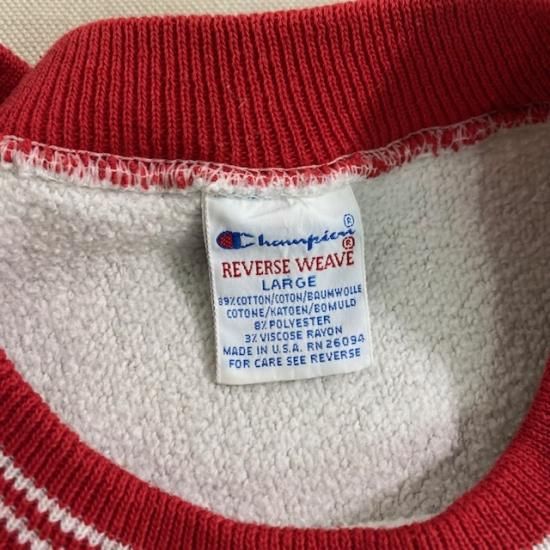 Champion®
REVERSE WEAVE®
LARGE
89% COTTON/COTON/BAUMWOLLE
COTONE/KATOEN/BOMULD
8% POLYESTER
3% VISCOSE RAYON
MADE IN U.S.A. RN 26094
FOR CARE SEE REVERSE